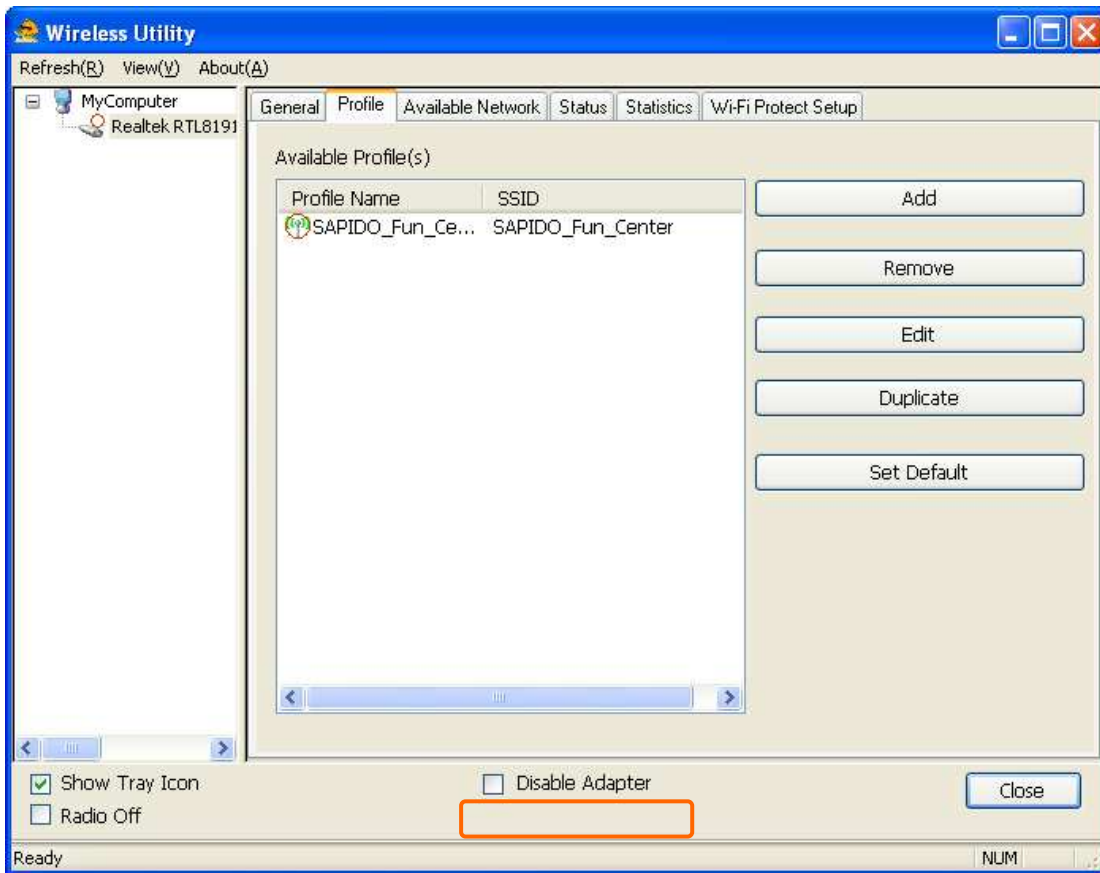 Wireless Utility
Refresh(R) View(V) About(A)
MyComputer
Realtek RTL8191
General Profile Available Network Status Statistics Wi-Fi Protect Setup
Available Profile(s)
Profile Name SSID
SAPIDO_Fun_Ce... SAPIDO_Fun_Center
Add
Remove
Edit
Duplicate
Set Default
Show Tray Icon
Radio Off
Disable Adapter
Close
Ready
NUM